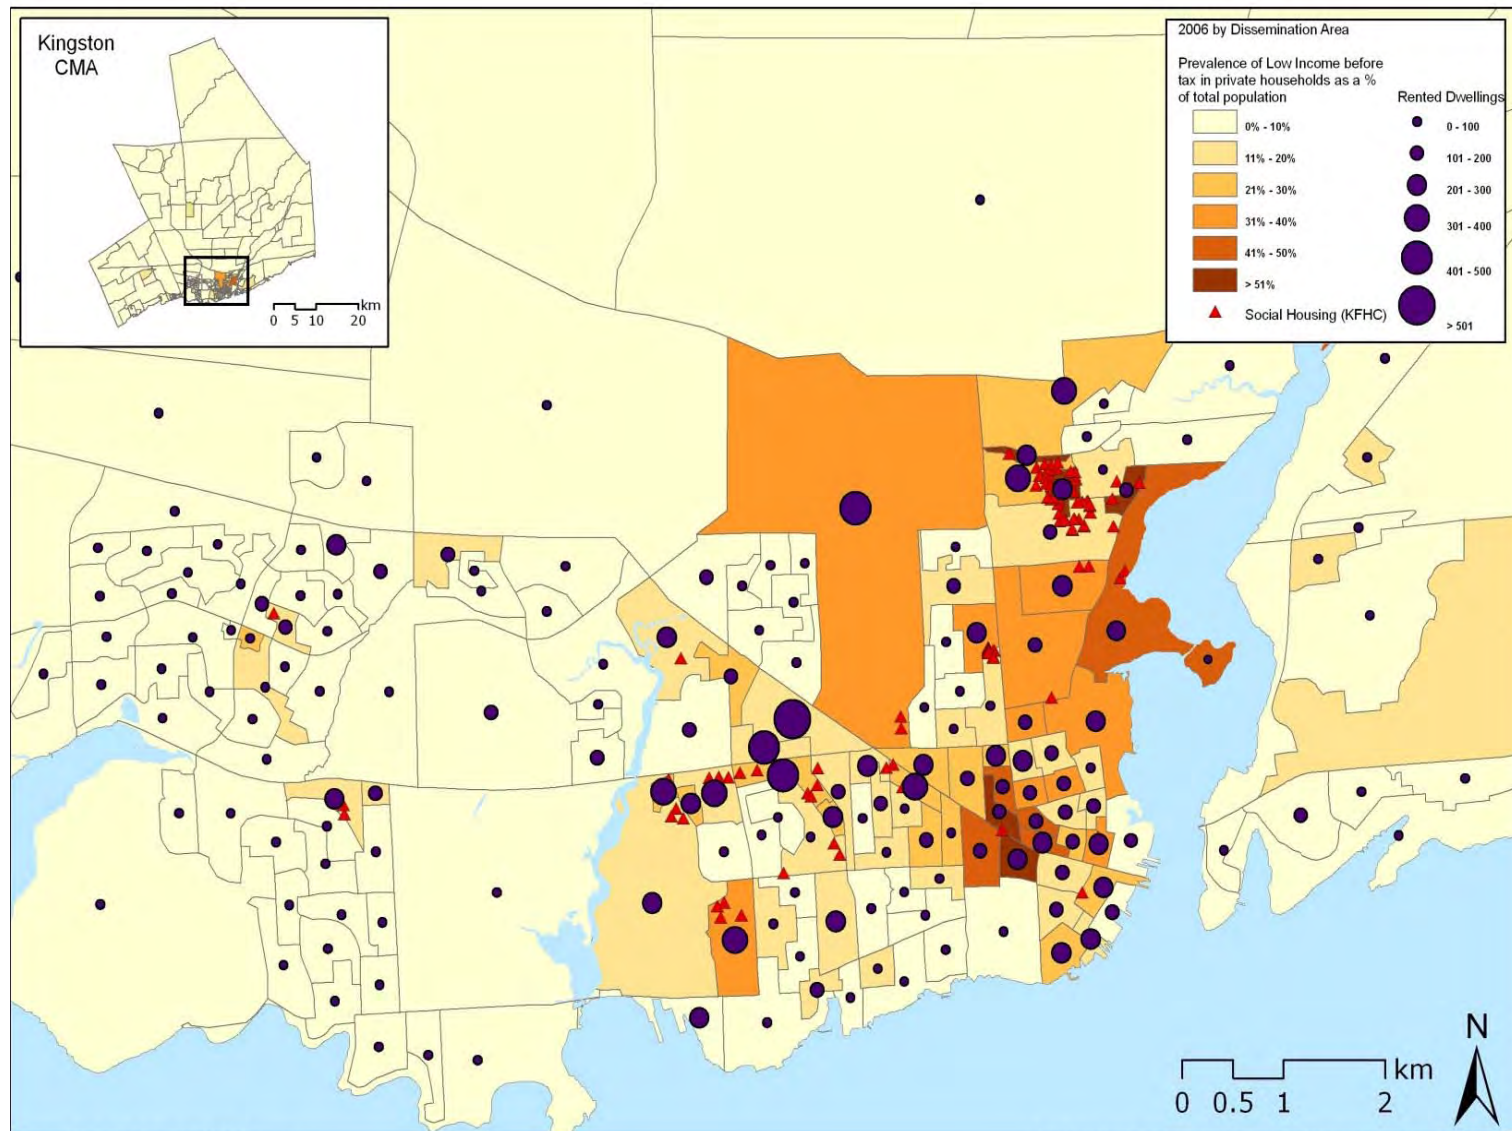 Kingston
CMA
0 5 10 20 km
2006 by Dissemination Area
Prevalence of Low Income before
tax in private households as a %
of total population
0% - 10%
11% - 20%
21% - 30%
31% - 40%
41% - 50%
> 51%
Social Housing (KFHC)
Rented Dwellings
0 - 100
101 - 200
201 - 300
301 - 400
401 - 500
> 501
N
km
0 0.5 1 2